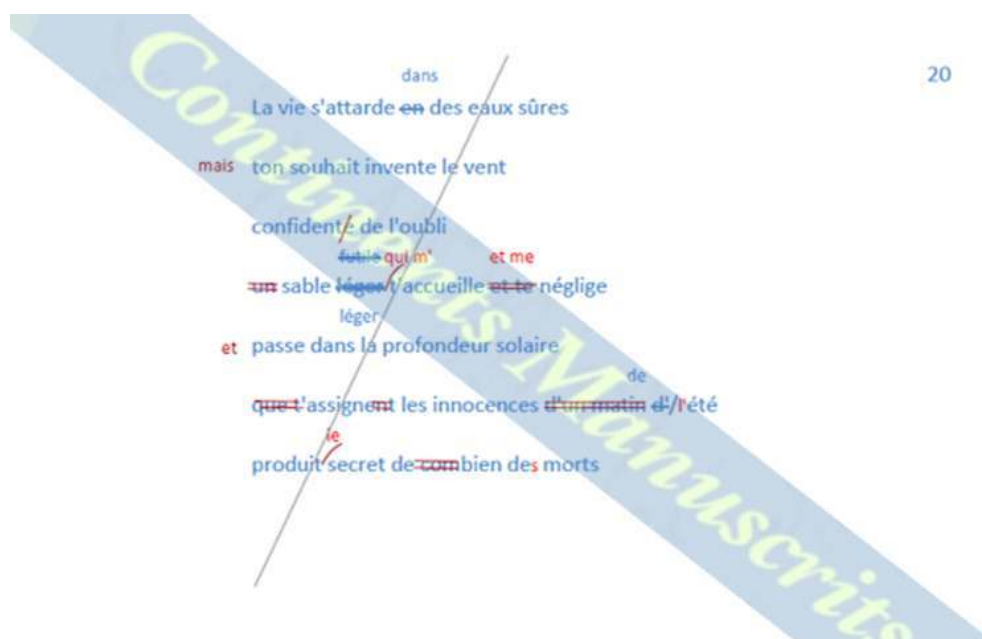 dans
20
La vie s'attarde en des eaux sûres
mais ton souhait invente le vent
confidente de l'oubli
futile qui m' et me
un sable léger t'accueille et te néglige
léger
et passe dans la profondeur solaire
de
que t'assignent les innocences d'un matin d'/l'été
le
produit secret de combien des morts
Continents Manuscrits